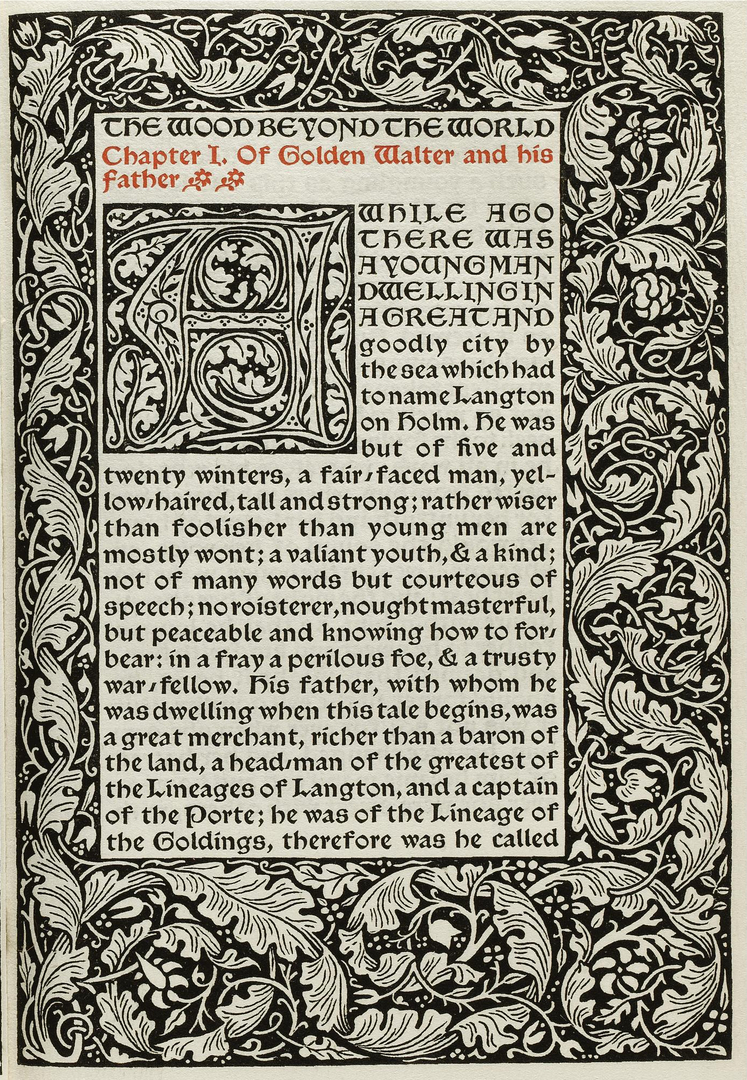 THE WOOD BEYOND THE WORLD
Chapter I. Of Golden Walter and his
father
A WHILE AGO
THERE WAS
A YOUNG MAN
DWELLING IN
A GREAT AND
goodly city by
the sea which had
to name Langton
on Holm. He was
but of five and
twenty winters, a fair-faced man, yel-
low-haired, tall and strong; rather wiser
than foolisher than young men are
mostly wont; a valiant youth, & a kind;
not of many words but courteous of
speech; no roisterer, nought masterful,
but peaceable and knowing how to for-
bear: in a fray a perilous foe, & a trusty
war-fellow. His father, with whom he
was dwelling when this tale begins, was
a great merchant, richer than a baron of
the land, a head-man of the greatest of
the Lineages of Langton, and a captain
of the Porte; he was of the Lineage of
the Goldings, therefore was he called